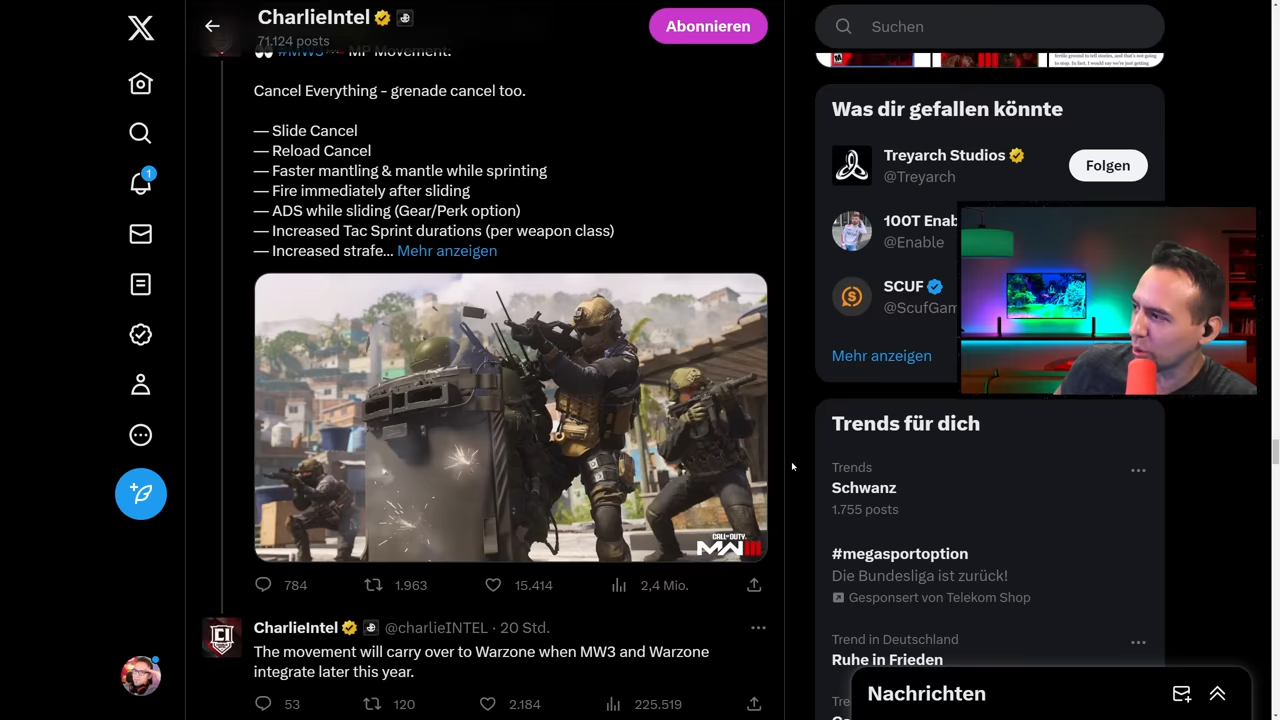 CharlieIntel
71.124 posts
Abonnieren
#MW3 MP Movement.
Cancel Everything - grenade cancel too.
— Slide Cancel
— Reload Cancel
— Faster mantling & mantle while sprinting
— Fire immediately after sliding
— ADS while sliding (Gear/Perk option)
— Increased Tac Sprint durations (per weapon class)
— Increased strafe... Mehr anzeigen
CALL OF DUTY
MWIII
784 1.963 15.414 2,4 Mio.
CI
CharlieIntel @charlieINTEL · 20 Std.
The movement will carry over to Warzone when MW3 and Warzone
integrate later this year.
53 120 2.184 225.519
1
Suchen
Was dir gefallen könnte
Treyarch Studios
@Treyarch
Folgen
100T Enab
@Enable
SCUF
@ScufGam
Mehr anzeigen
Trends für dich
Trends
Schwanz
1.755 posts
#megasportoption
Die Bundesliga ist zurück!
Gesponsert von Telekom Shop
Trend in Deutschland
Ruhe in Frieden
Nachrichten